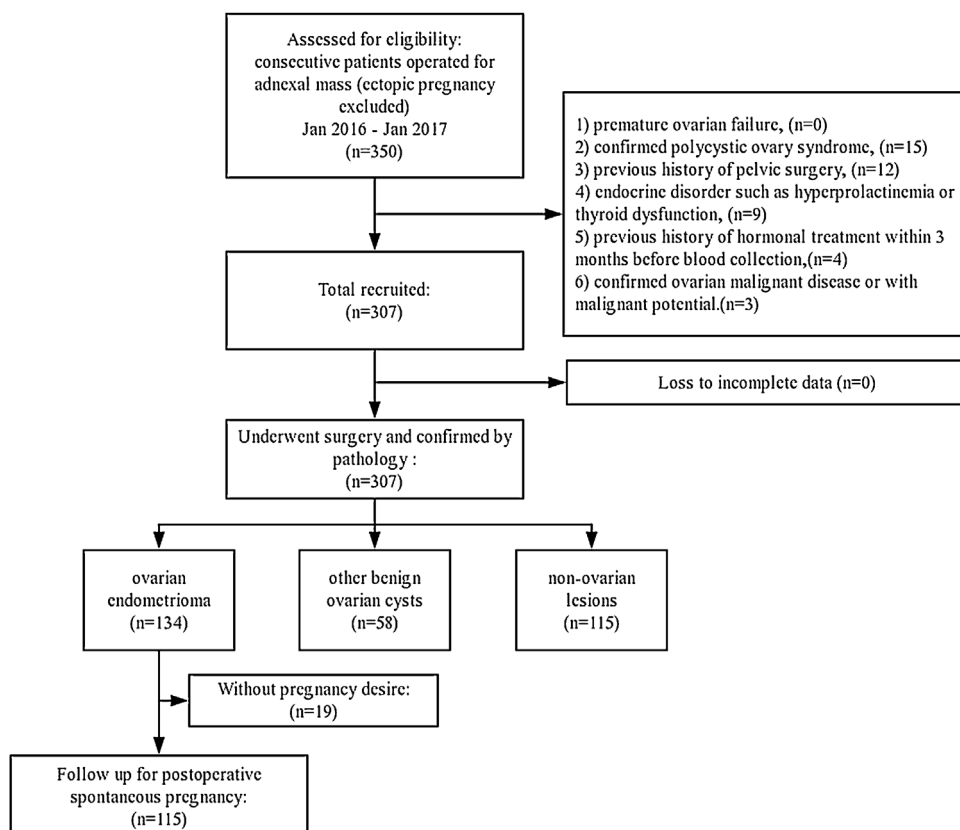 Assessed for eligibility:
consecutive patients operated for
adnexal mass (ectopic pregnancy
excluded)
Jan 2016 - Jan 2017
(n=350)
1) premature ovarian failure, (n=0)
2) confirmed polycystic ovary syndrome, (n=15)
3) previous history of pelvic surgery, (n=12)
4) endocrine disorder such as hyperprolactinemia or
thyroid dysfunction, (n=9)
5) previous history of hormonal treatment within 3
months before blood collection,(n=4)
6) confirmed ovarian malignant disease or with
malignant potential.(n=3)
Total recruited:
(n=307)
Loss to incomplete data (n=0)
Underwent surgery and confirmed by
pathology :
(n=307)
ovarian
endometrioma
(n=134)
other benign
ovarian cysts
(n=58)
non-ovarian
lesions
(n=115)
Without pregnancy desire:
(n=19)
Follow up for postoperative
spontaneous pregnancy:
(n=115)